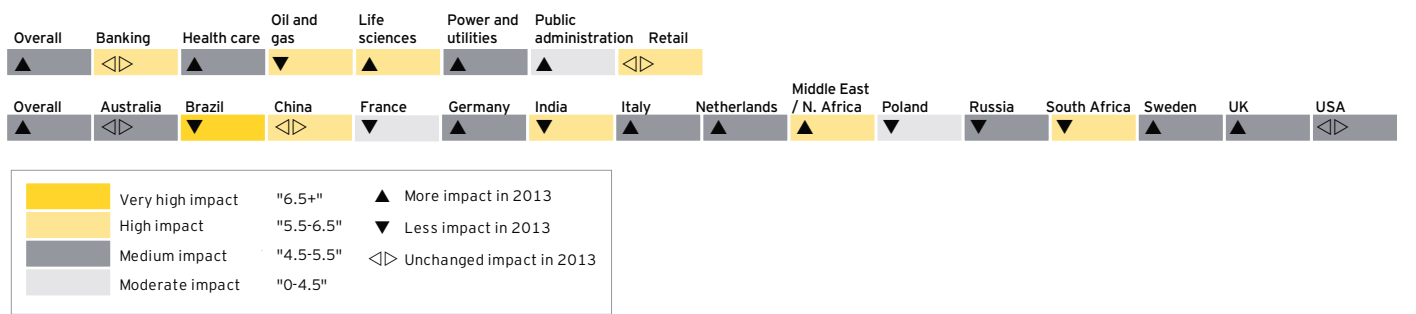 Overall Banking Health care Oil and gas Life sciences Power and utilities Public administration Retail
▲ ◁▷ ▲ ▼ ▲ ▲ ▲ ◁▷
Overall Australia Brazil China France Germany India Italy Netherlands Middle East / N. Africa Poland Russia South Africa Sweden UK USA
▲ ◁▷ ▼ ◁▷ ▼ ▲ ▼ ▲ ▲ ▲ ▼ ▼ ▼ ▲ ▲ ◁▷
Very high impact "6.5+" ▲ More impact in 2013
High impact "5.5-6.5" ▼ Less impact in 2013
Medium impact "4.5-5.5" ◁▷ Unchanged impact in 2013
Moderate impact "0-4.5"